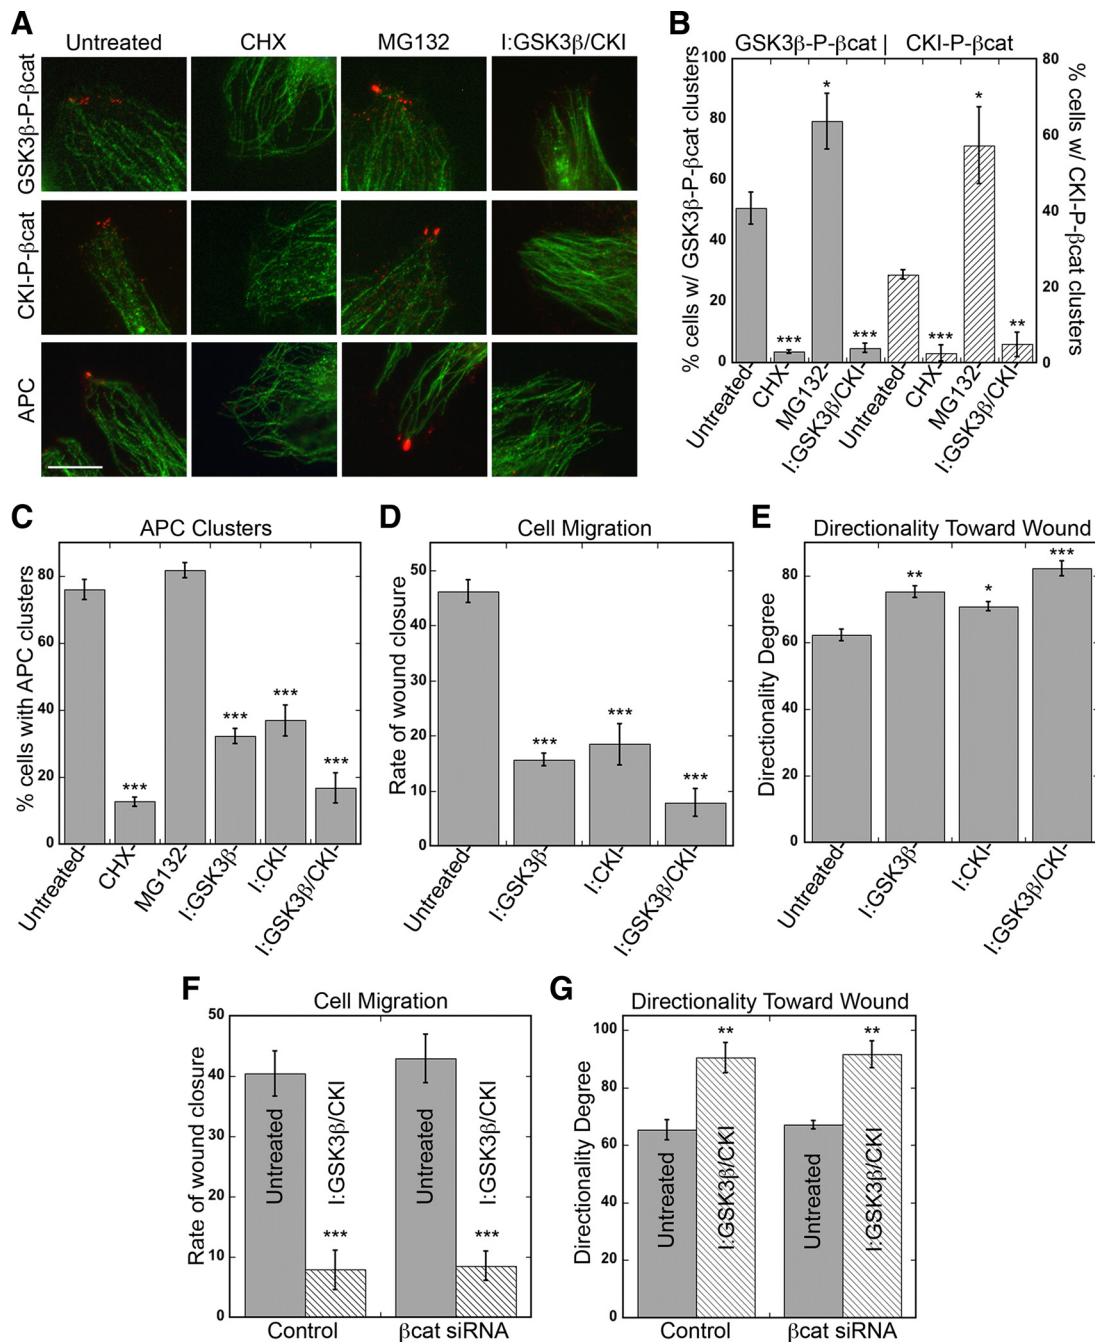 A
Untreated
CHX
MG132
I:GSK3β/CKI
GSK3β-P-βcat
CKI-P-βcat
APC
B
GSK3β-P-βcat | CKI-P-βcat
% cells w/ GSK3β-P-βcat clusters
100
80
60
40
20
0
80
60
40
20
0
% cells w/ CKI-P-βcat clusters
*
***
***
*
***
**
Untreated-
CHX-
MG132-
I:GSK3β/CKI-
Untreated-
CHX-
MG132-
I:GSK3β/CKI-
C
APC Clusters
% cells with APC clusters
80
60
40
20
0
***
***
***
***
Untreated-
CHX-
MG132-
I:GSK3β-
I:CKI-
I:GSK3β/CKI-
D
Cell Migration
Rate of wound closure
50
40
30
20
10
0
***
***
***
Untreated-
I:GSK3β-
I:CKI-
I:GSK3β/CKI-
E
Directionality Toward Wound
Directionality Degree
80
60
40
20
0
**
*
***
Untreated-
I:GSK3β-
I:CKI-
I:GSK3β/CKI-
F
Cell Migration
Rate of wound closure
50
40
30
20
10
0
Untreated
I:GSK3β/CKI
***
Untreated
I:GSK3β/CKI
***
Control
βcat siRNA
G
Directionality Toward Wound
Directionality Degree
100
80
60
40
20
0
Untreated
I:GSK3β/CKI
**
Untreated
I:GSK3β/CKI
**
Control
βcat siRNA